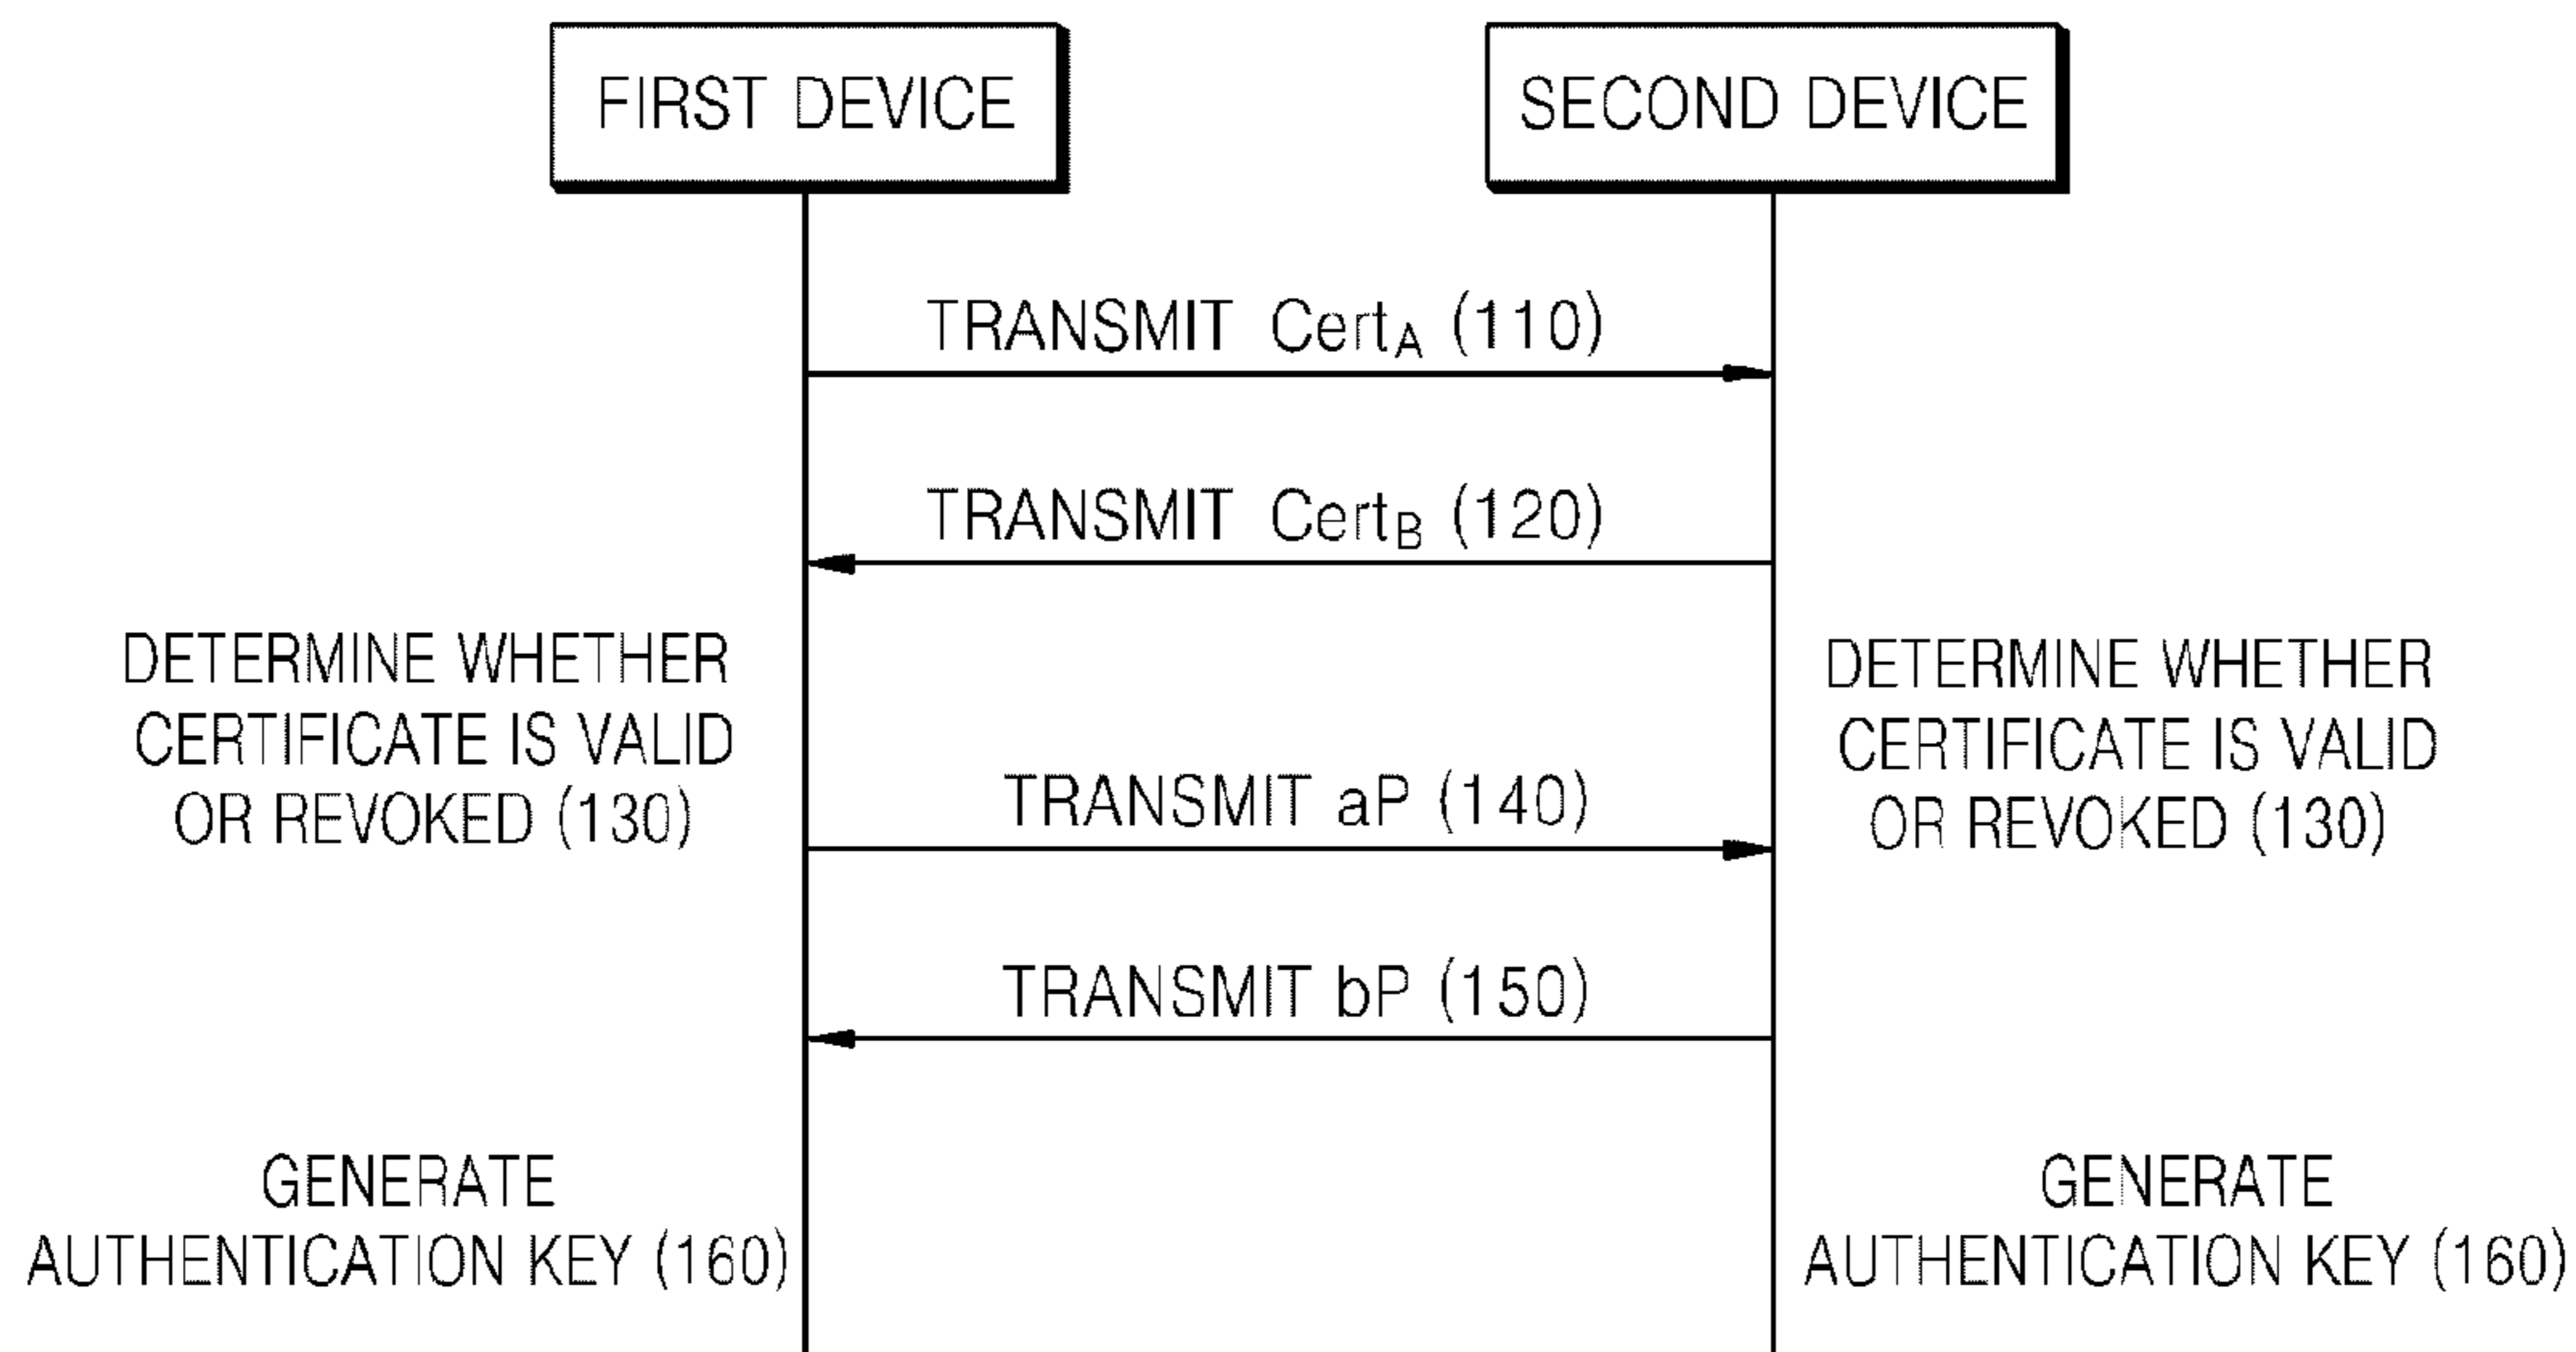 FIRST DEVICE
SECOND DEVICE
TRANSMIT CertA (110)
TRANSMIT CertB (120)
DETERMINE WHETHER
CERTIFICATE IS VALID
OR REVOKED (130)
DETERMINE WHETHER
CERTIFICATE IS VALID
OR REVOKED (130)
TRANSMIT aP (140)
TRANSMIT bP (150)
GENERATE
AUTHENTICATION KEY (160)
GENERATE
AUTHENTICATION KEY (160)